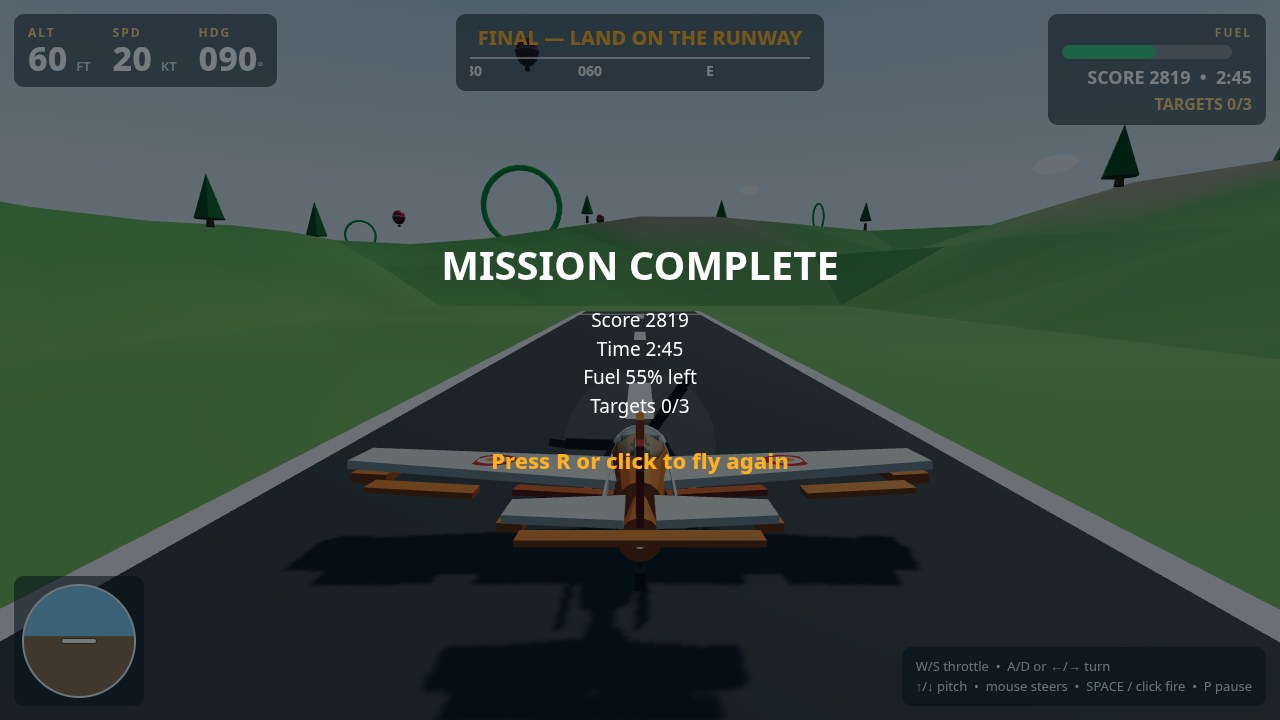 ALT SPD HDG
60 FT 20 KT 090°
FINAL — LAND ON THE RUNWAY
060 E
FUEL
SCORE 2819 • 2:45
TARGETS 0/3
MISSION COMPLETE
Score 2819
Time 2:45
Fuel 55% left
Targets 0/3
Press R or click to fly again
W/S throttle • A/D or ←/→ turn
↑/↓ pitch • mouse steers • SPACE / click fire • P pause